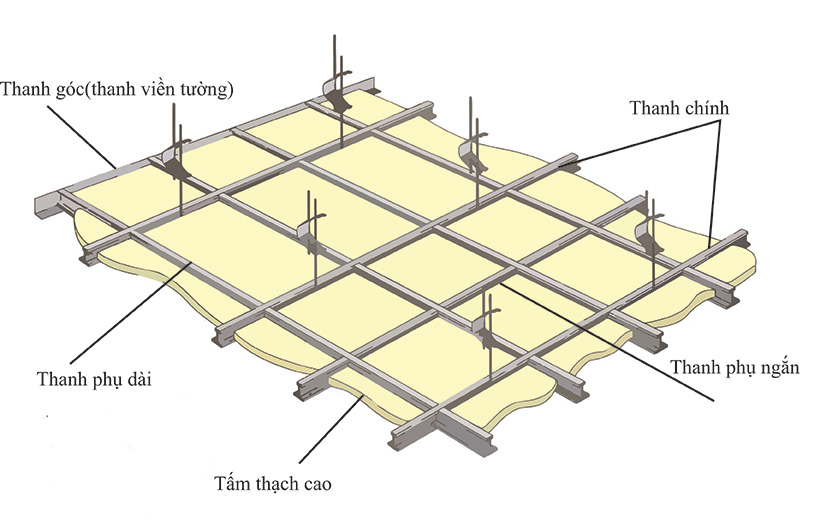 Thanh góc(thanh viền tường)
Thanh chính
Thanh phụ dài
Thanh phụ ngắn
Tấm thạch cao